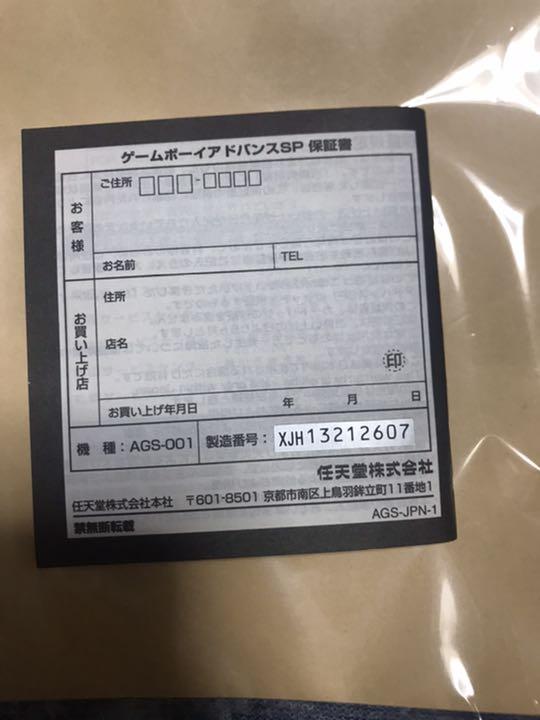 ゲームボーイアドバンスSP 保証書
お客様
ご住所 □□□-□□□□
お名前
TEL
お買い上げ店
住所
店名
印
お買い上げ年月日 年 月 日
機 種:AGS-001 製造番号: XJH13212607
任天堂株式会社
任天堂株式会社本社 〒601-8501 京都市南区上鳥羽鉾立町11番地1
禁無断転載
AGS-JPN-1